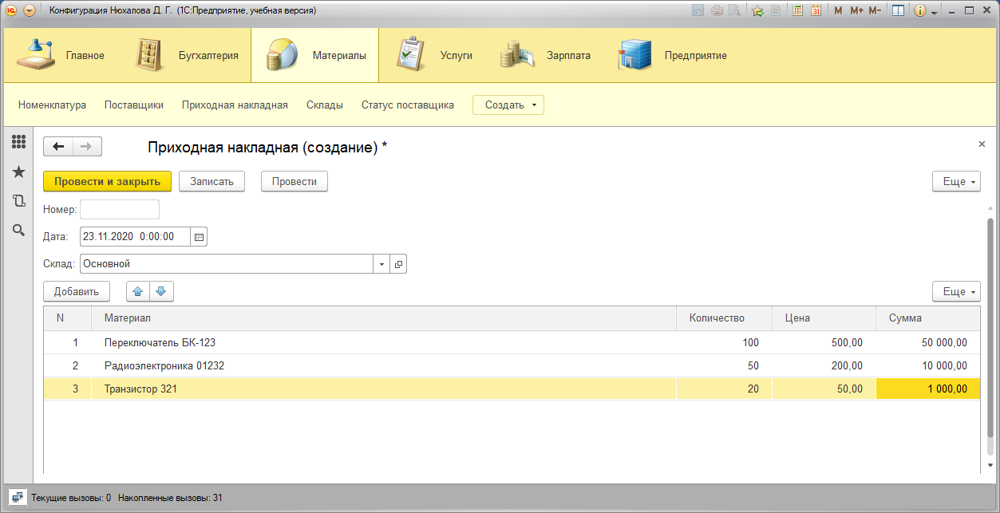 Конфигурация Нюхалова Д. Г. (1С:Предприятие, учебная версия)
M M+ M-
31
Главное Бухгалтерия Материалы Услуги Зарплата Предприятие
Номенклатура Поставщики Приходная накладная Склады Статус поставщика Создать
Приходная накладная (создание) *
Провести и закрыть Записать Провести Еще
Номер:
Дата: 23.11.2020 0:00:00
Склад: Основной
Добавить Еще
N Материал Количество Цена Сумма
1 Переключатель БК-123 100 500,00 50 000,00
2 Радиоэлектроника 01232 50 200,00 10 000,00
3 Транзистор 321 20 50,00 1 000,00
Текущие вызовы: 0 Накопленные вызовы: 31